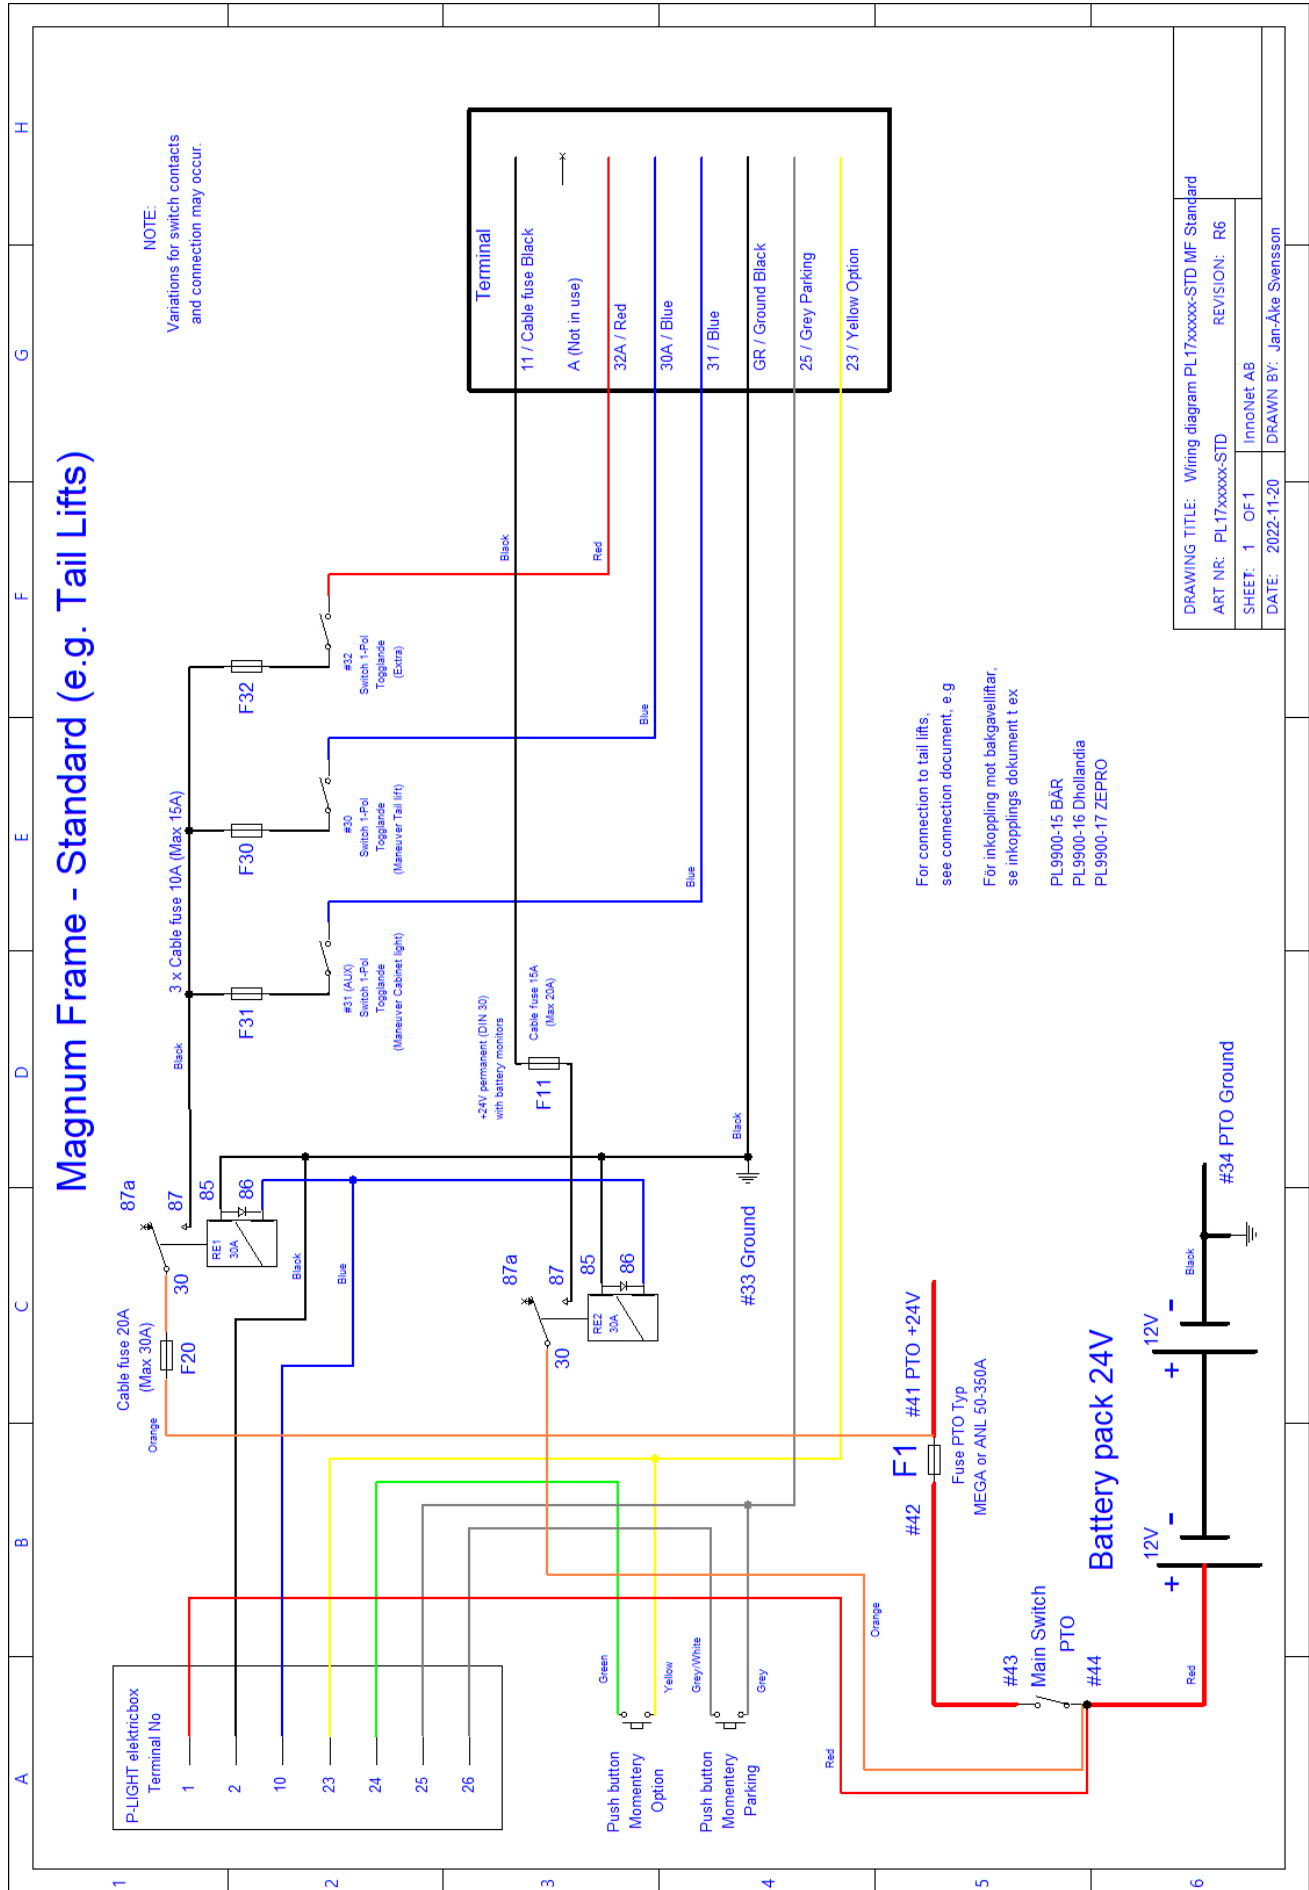 Magnum Frame - Standard (e.g. Tail Lifts)
NOTE:
Variations for switch contacts
and connection may occur.
A
B
C
D
E
F
G
H
1
2
3
4
5
6
P-LIGHT elektricbox
Terminal No
1
2
10
23
24
25
26
Orange
Cable fuse 20A
(Max 30A)
F20
30
87a
87
85
86
RE1
30A
Black
Blue
Black
3 x Cable fuse 10A (Max 15A)
F31
F30
F32
#31 (AUX)
Switch 1-Pol
Togglande
(Maneuver Cabinet light)
#30
Switch 1-Pol
Togglande
(Maneuver Tail lift)
#32
Switch 1-Pol
Togglande
(Extra)
+24V permanent (DIN 30)
with battery monitors
F11
Cable fuse 15A
(Max 20A)
30
87a
87
85
86
RE2
30A
Black
Red
Blue
Blue
Black
#33 Ground
Terminal
11 / Cable fuse Black
A (Not in use)
32A / Red
30A / Blue
31 / Blue
GR / Ground Black
25 / Grey Parking
23 / Yellow Option
Push button
Momentery
Option
Green
Yellow
Push button
Momentery
Parking
Grey/White
Grey
Red
Orange
#42
F1
#41 PTO +24V
Fuse PTO Typ
MEGA or ANL 50-350A
#43
Main Switch
PTO
#44
Red
Battery pack 24V
12V
+
-
12V
+
-
Black
#34 PTO Ground
For connection to tail lifts,
see connection document, e.g
För inkoppling mot bakgavelliftar,
se inkopplings dokument t ex
PL9900-15 BÄR
PL9900-16 Dhollandia
PL9900-17 ZEPRO
DRAWING TITLE: Wiring diagram PL17xxxxx-STD MF Standard
ART NR: PL17xxxxx-STD REVISION: R6
SHEET: 1 OF 1 InnoNet AB
DATE: 2022-11-20 DRAWN BY: Jan-Åke Svensson